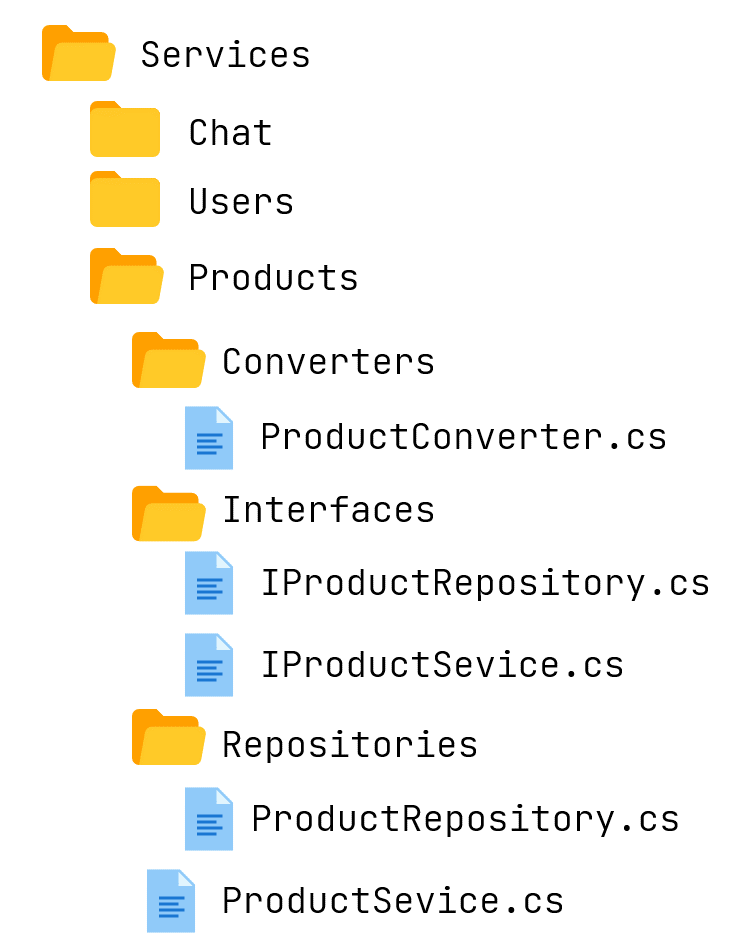 Services
Chat
Users
Products
Converters
ProductConverter.cs
Interfaces
IProductRepository.cs
IProductSevice.cs
Repositories
ProductRepository.cs
ProductSevice.cs